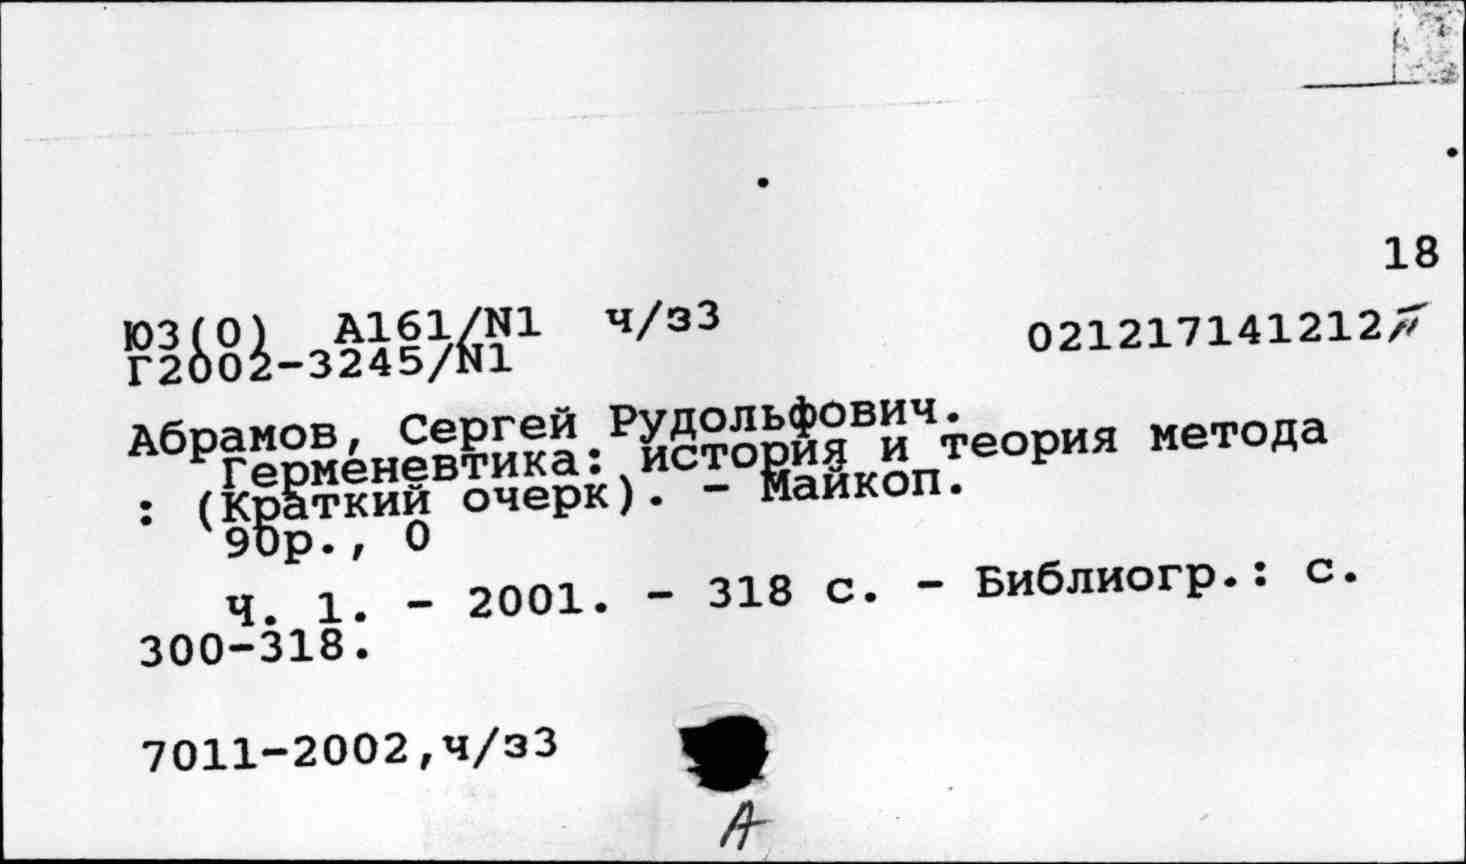 18
Ю3(0) А161/N1 ч/з3 021217141212
Г2002-3245/N1
Абрамов, Сергей Рудольфович.
Герменевтика: история и теория метода
: (Краткий очерк). - Майкоп.
90р., 0
Ч. 1. - 2001. - 318 с. - Библиогр.: с.
300-318.
7011-2002,ч/з3
А